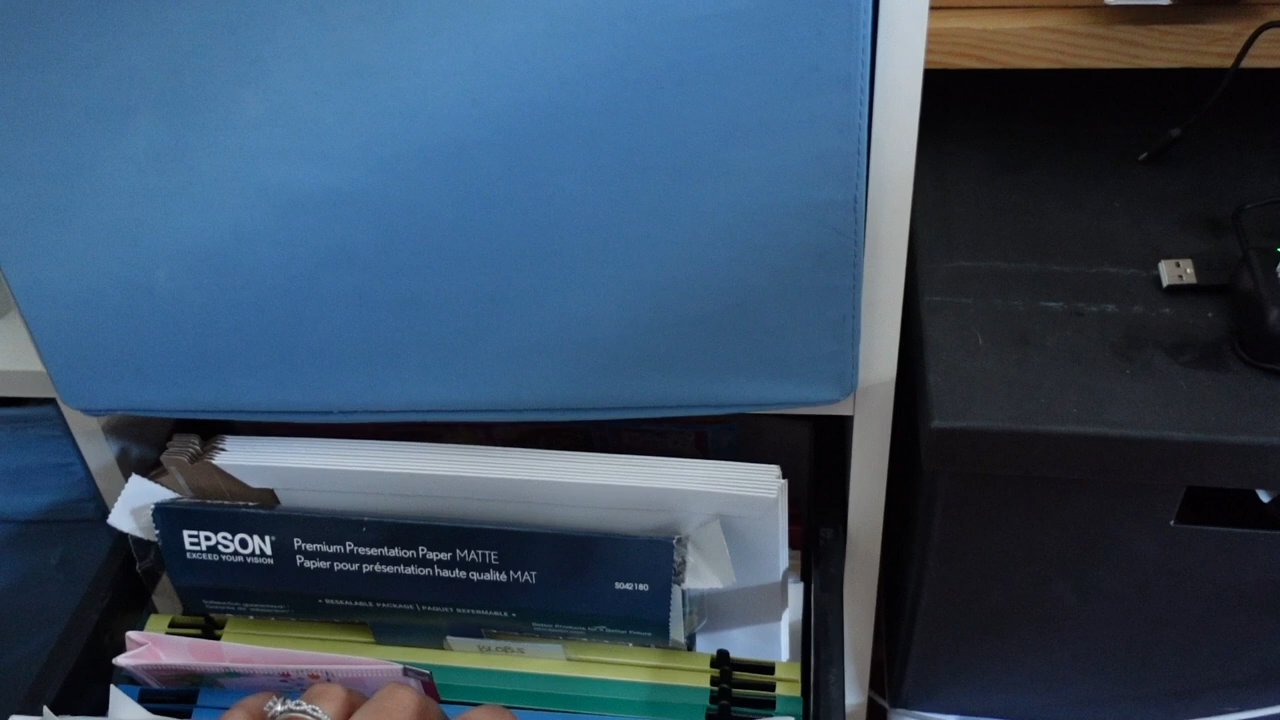 EPSON
EXCEED YOUR VISION
Premium Presentation Paper MATTE
Papier pour présentation haute qualité MAT
S042180
• RESEALABLE PACKAGE | PAQUET REFERMABLE •